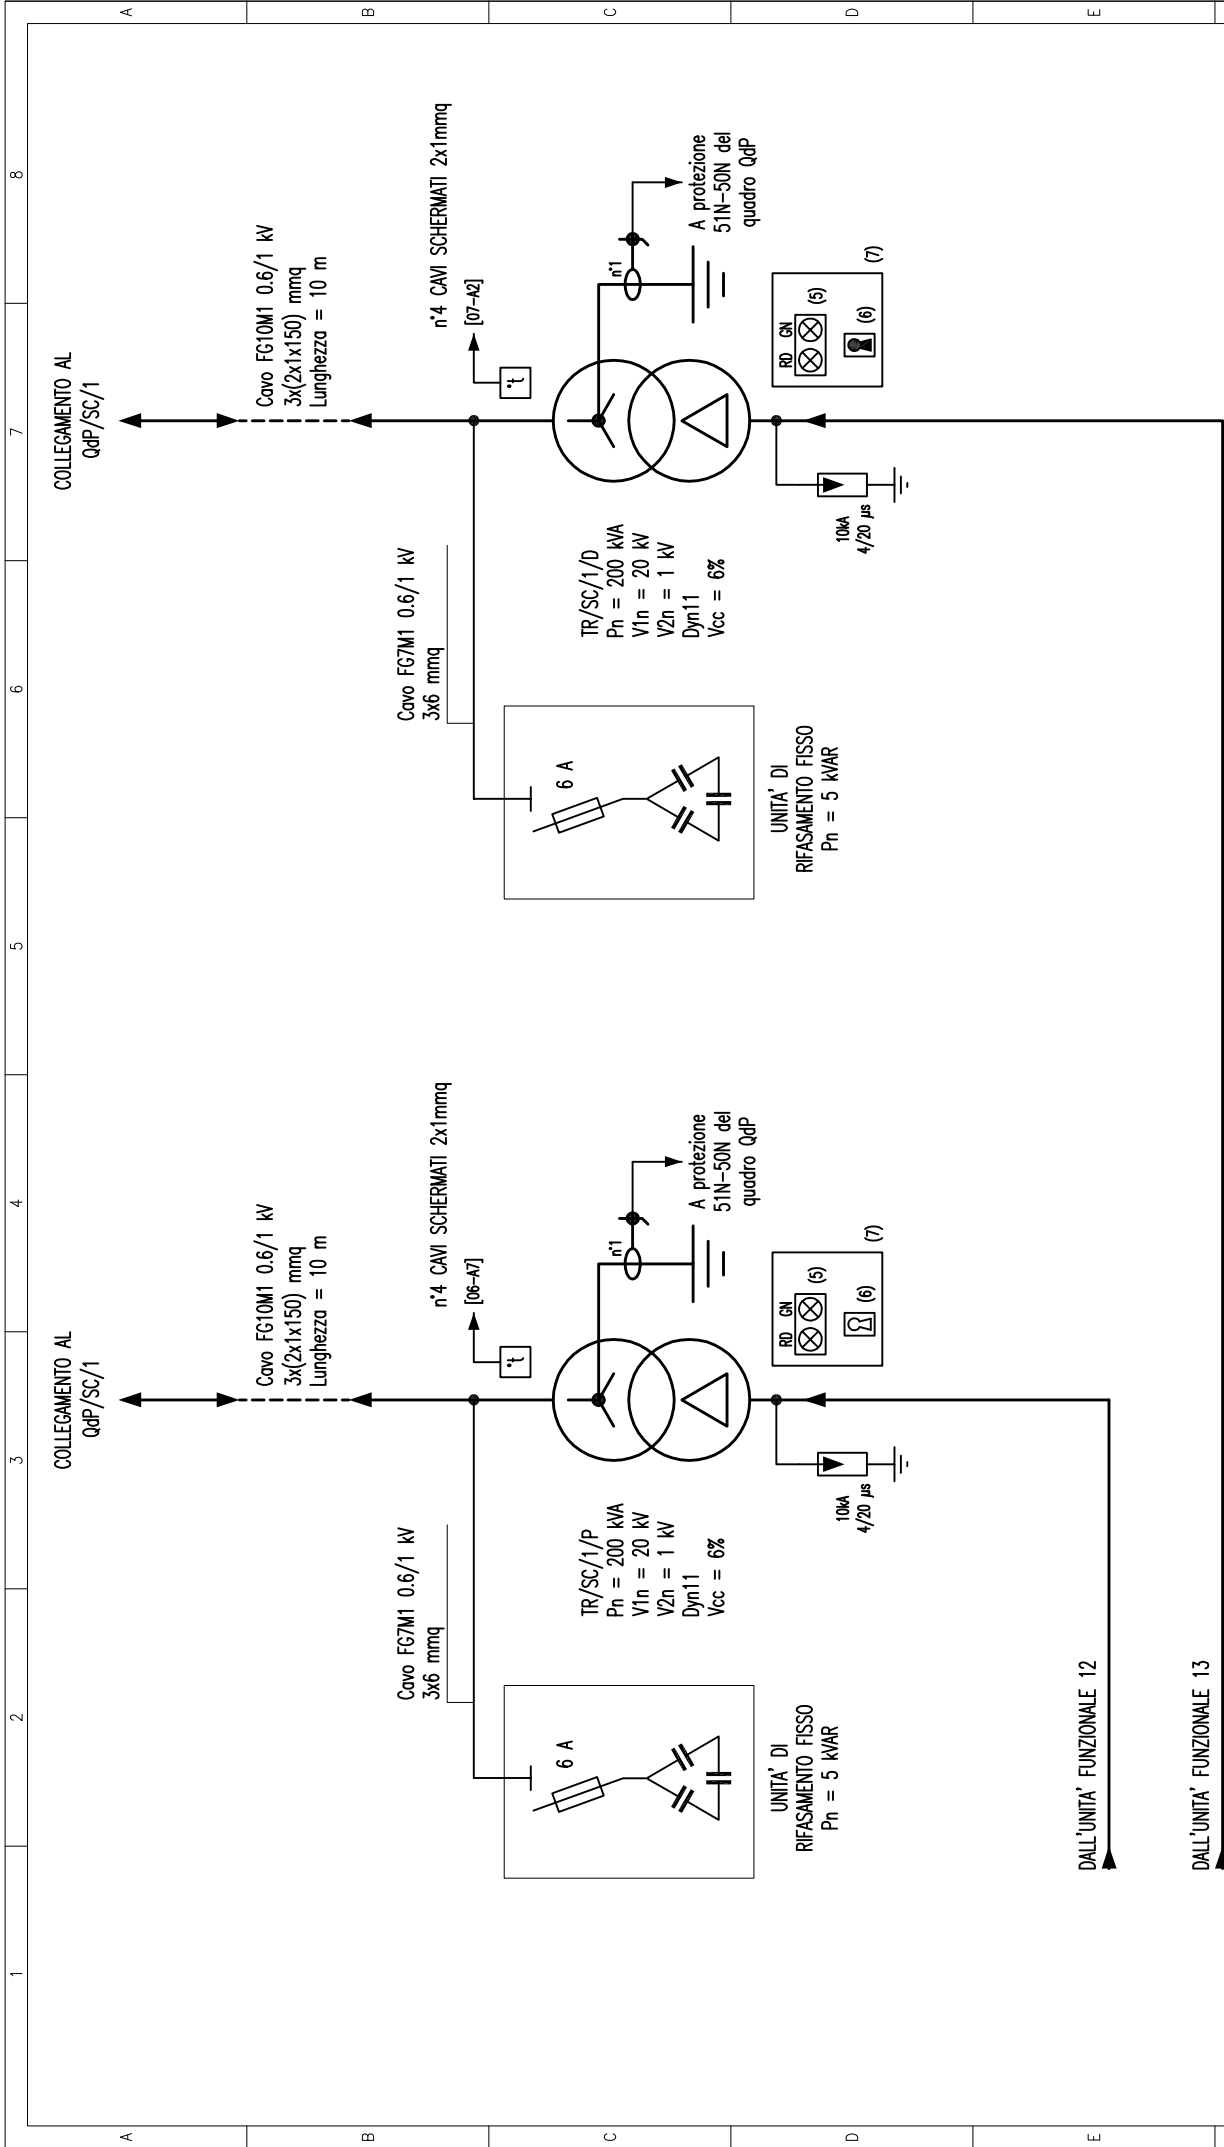 1
2
3
4
5
6
7
8
A
B
C
D
E
A
B
C
D
E
COLLEGAMENTO AL
QdP/SC/1
Cavo FG10M1 0.6/1 kV
3x(2x1x150) mmq
Lunghezza = 10 m
Cavo FG7M1 0.6/1 kV
3x6 mmq
n°4 CAVI SCHERMATI 2x1mmq
[06-A7]
°t
6 A
UNITA' DI
RIFASAMENTO FISSO
Pn = 5 kVAR
TR/SC/1/P
Pn = 200 kVA
V1n = 20 kV
V2n = 1 kV
Dyn11
Vcc = 6%
n°1
A protezione
51N-50N del
quadro QdP
10kA
4/20 µs
RD GN
(5)
(6)
(7)
DALL'UNITA' FUNZIONALE 12
DALL'UNITA' FUNZIONALE 13
COLLEGAMENTO AL
QdP/SC/1
Cavo FG10M1 0.6/1 kV
3x(2x1x150) mmq
Lunghezza = 10 m
Cavo FG7M1 0.6/1 kV
3x6 mmq
n°4 CAVI SCHERMATI 2x1mmq
[07-A2]
°t
6 A
UNITA' DI
RIFASAMENTO FISSO
Pn = 5 kVAR
TR/SC/1/D
Pn = 200 kVA
V1n = 20 kV
V2n = 1 kV
Dyn11
Vcc = 6%
n°1
A protezione
51N-50N del
quadro QdP
10kA
4/20 µs
RD GN
(5)
(6)
(7)